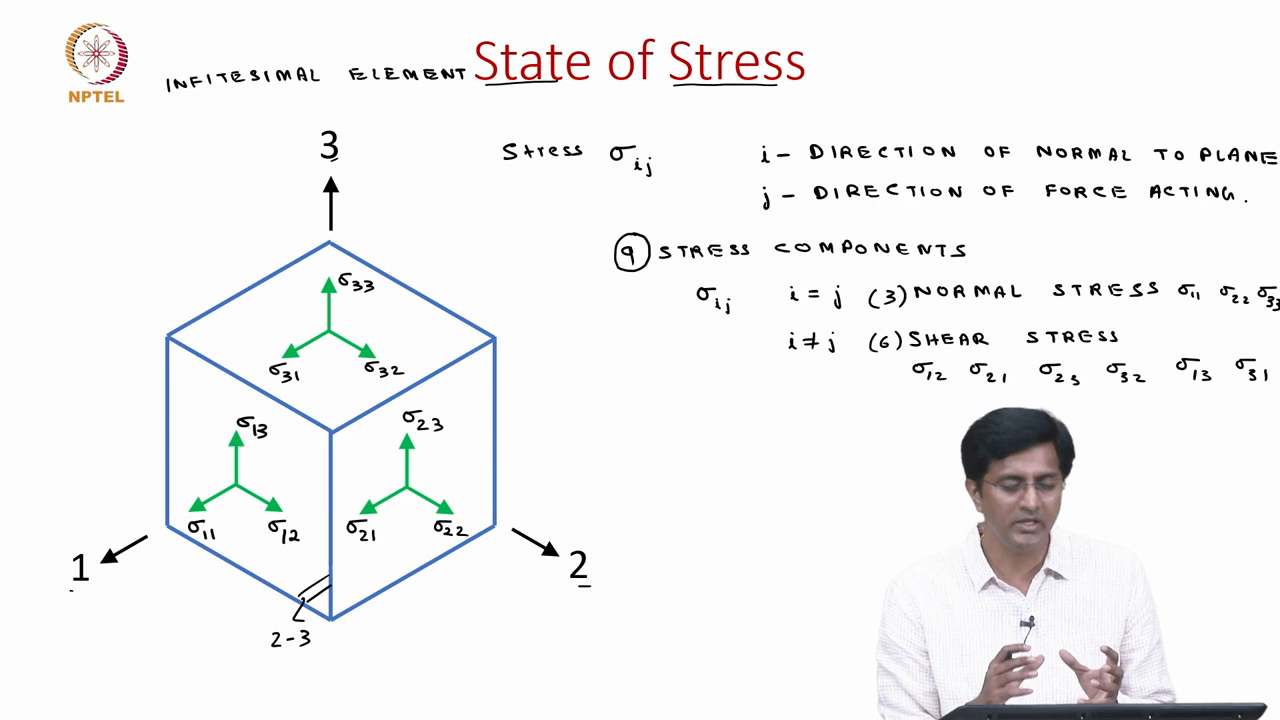 State of Stress
INFITESIMAL ELEMENT
NPTEL
3
Stress σij
i - DIRECTION OF NORMAL TO PLANE
j - DIRECTION OF FORCE ACTING.
9 STRESS COMPONENTS
σij i = j (3) NORMAL STRESS σ11 σ22 σ33
i ≠ j (6) SHEAR STRESS
σ12 σ21 σ23 σ32 σ13 σ31
σ33
σ31 σ32
σ13 σ23
σ11 σ12 σ21 σ22
1 2
2-3